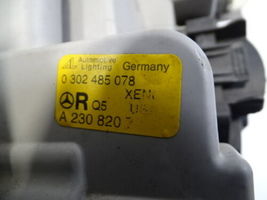 Automotive
Lighting Germany
0 302 485 078
R Q5 XEN
A 230 820